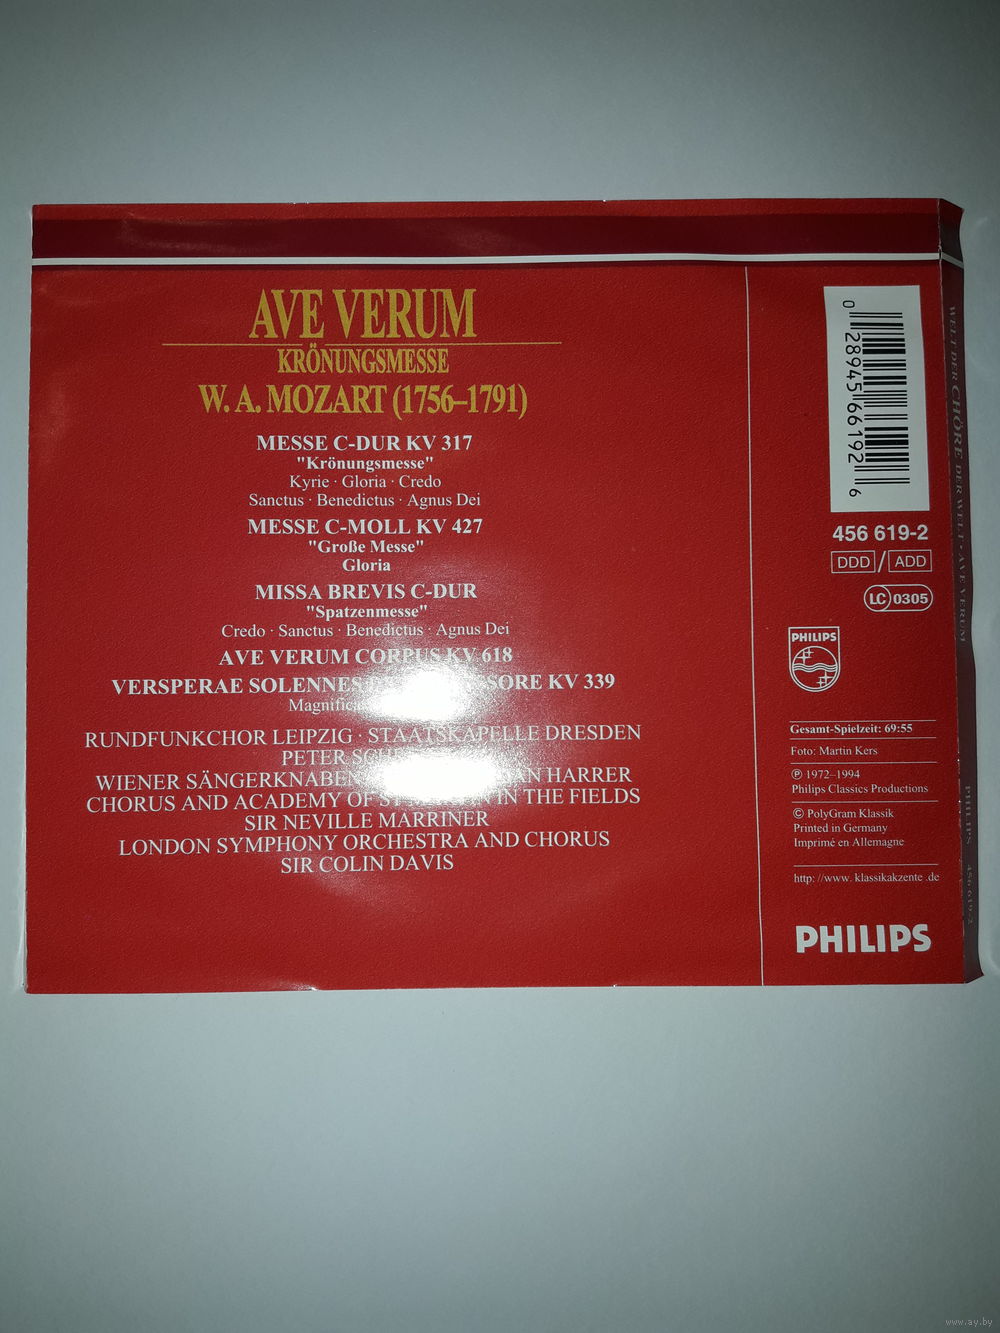 AVE VERUM
KRÖNUNGSMESSE
W. A. MOZART (1756–1791)
MESSE C-DUR KV 317
"Krönungsmesse"
Kyrie · Gloria · Credo
Sanctus · Benedictus · Agnus Dei
MESSE C-MOLL KV 427
"Große Messe"
Gloria
MISSA BREVIS C-DUR
"Spatzenmesse"
Credo · Sanctus · Benedictus · Agnus Dei
AVE VERUM CORPUS KV 618
VERSPERAE SOLENNES KV 339
RUNDFUNKCHOR LEIPZIG · STAATSKAPELLE DRESDEN
PETER
WIENER SÄNGERKNABEN HARRER
CHORUS AND ACADEMY OF IN THE FIELDS
SIR NEVILLE MARRINER
LONDON SYMPHONY ORCHESTRA AND CHORUS
SIR COLIN DAVIS
0 28945 66192 6
456 619-2
DDD / ADD
LC 0305
PHILIPS
Gesamt-Spielzeit: 69:55
Foto: Martin Kers
℗ 1972–1994
Philips Classics Productions
© PolyGram Klassik
Printed in Germany
Imprimé en Allemagne
http: //www. klassikakzente .de
PHILIPS
WELT DER CHÖRE DER WELT · AVE VERUM
PHILIPS 456 619-2
www.ay.by